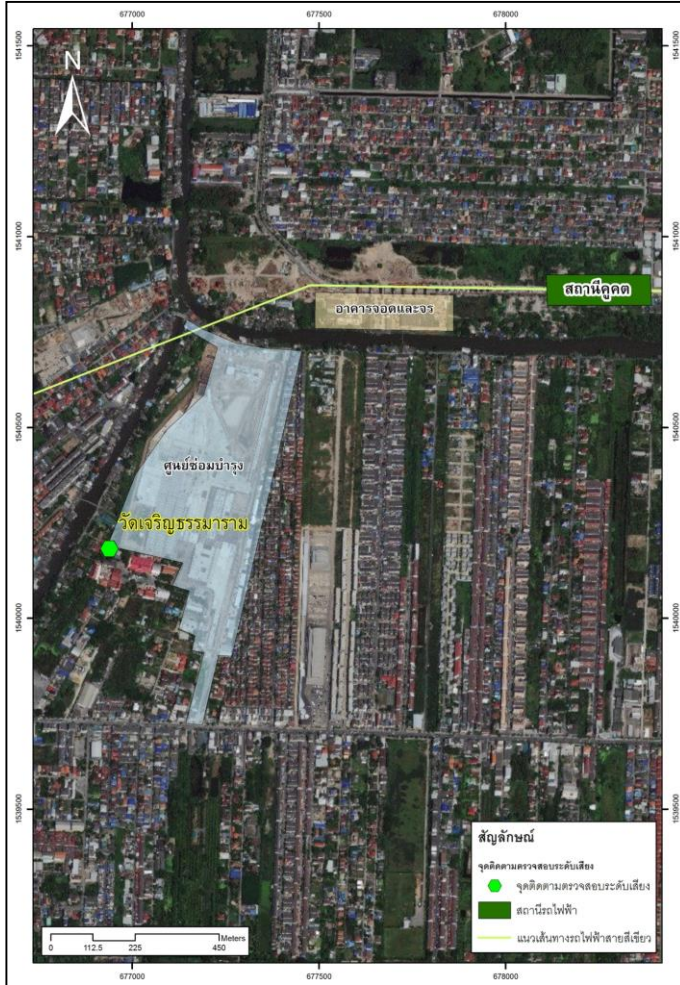 677000 677500 678000
1541500 1541500
N
1541000 1541000
สถานีคูคต
อาคารจอดและจร
1540500 1540500
ศูนย์ซ่อมบำรุง
วัดเจริญธรรมาราม
1540000 1540000
1539500 1539500
สัญลักษณ์
จุดติดตามตรวจสอบระดับเสียง
จุดติดตามตรวจสอบระดับเสียง
สถานีรถไฟฟ้า
แนวเส้นทางรถไฟฟ้าสายสีเขียว
Meters
0 112.5 225 450
677000 677500 678000